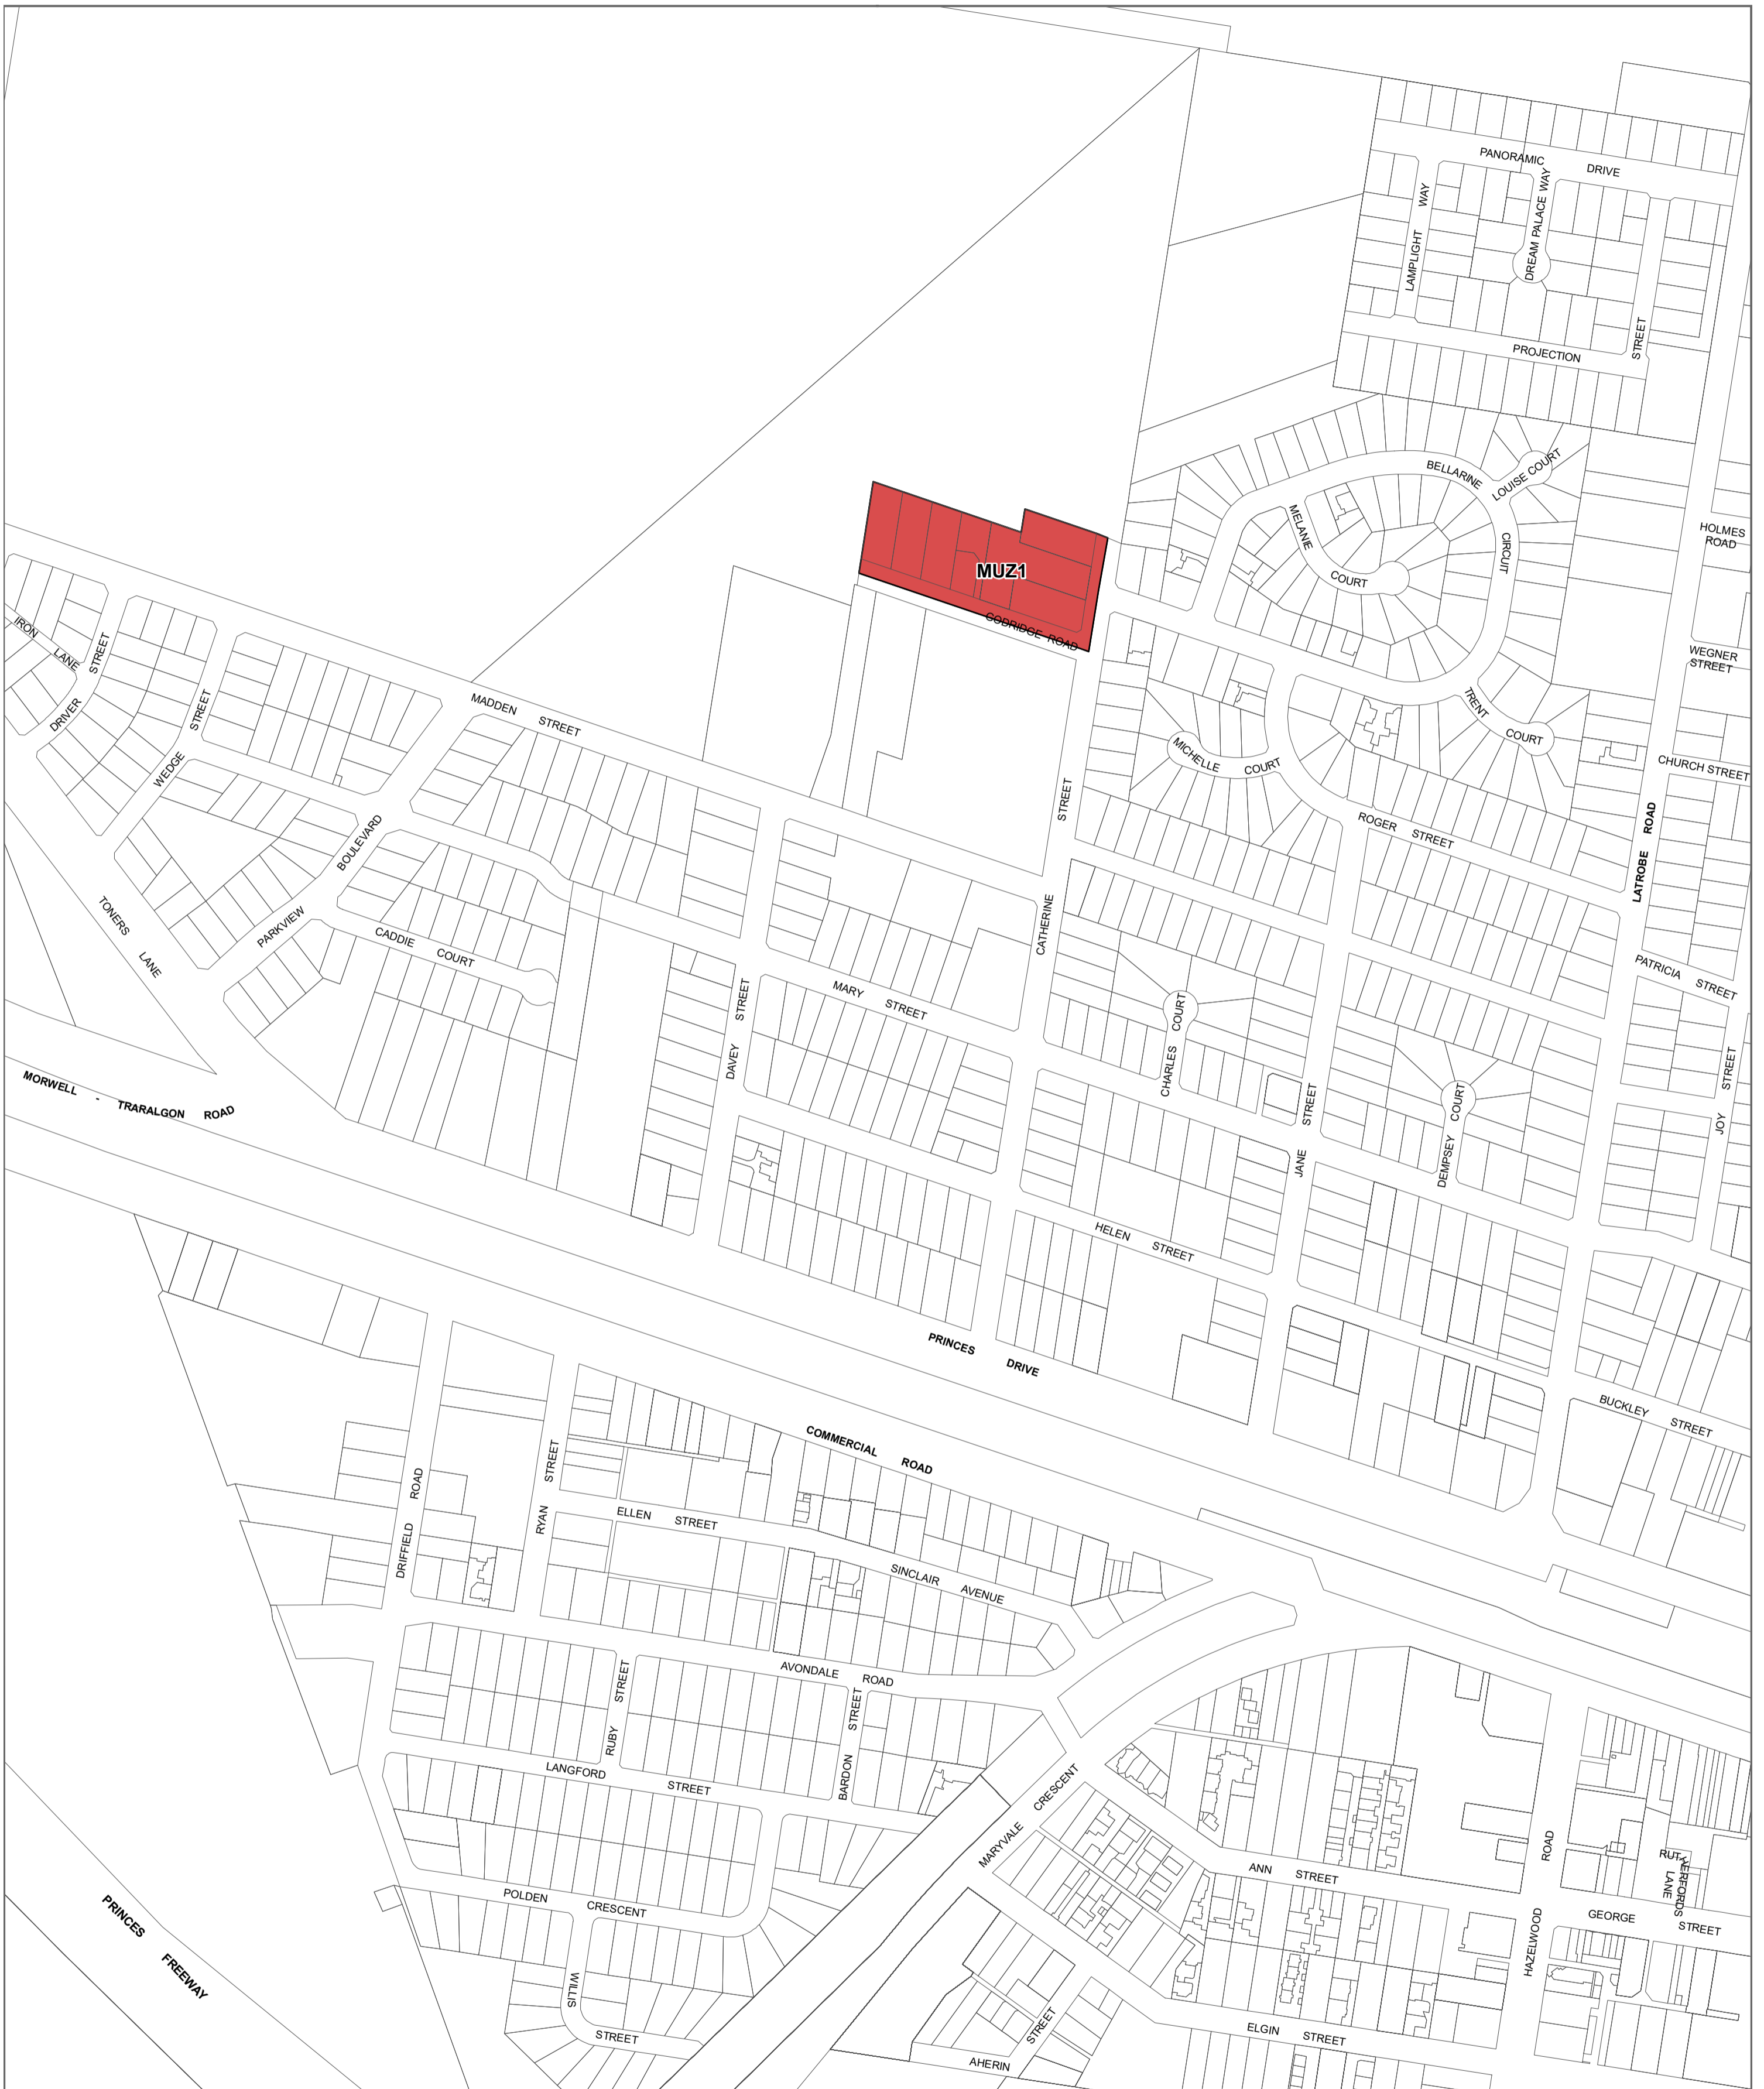 PANORAMIC
DRIVE
LAMPLIGHT
WAY
DREAM PALACE WAY
STREET
PROJECTION
BELLARINE
LOUISE COURT
MELANIE
COURT
CIRCUIT
HOLMES
ROAD
MUZ1
GODRIDGE ROAD
WEGNER
STREET
IRON
LANE
DRIVER
STREET
WEDGE
STREET
MADDEN
STREET
TRENT
COURT
MICHELLE
COURT
CHURCH STREET
ROGER
STREET
LATROBE
ROAD
PARKVIEW
BOULEVARD
CADDIE
COURT
TONERS
LANE
CATHERINE
STREET
PATRICIA
STREET
MARY
STREET
DAVEY
STREET
CHARLES
COURT
JANE
STREET
DEMPSEY
COURT
JOY
STREET
MORWELL
-
TRARALGON
ROAD
HELEN
STREET
PRINCES
DRIVE
BUCKLEY
STREET
COMMERCIAL
ROAD
DRIFFIELD
ROAD
RYAN
STREET
ELLEN
STREET
SINCLAIR
AVENUE
AVONDALE
ROAD
RUBY
STREET
BARDON
STREET
LANGFORD
STREET
MARYVALE
CRESCENT
ANN
STREET
HAZELWOOD
ROAD
LANE
GEORGE
STREET
POLDEN
CRESCENT
PRINCES
FREEWAY
WILLIS
STREET
ELGIN
STREET
AHERIN
STREET